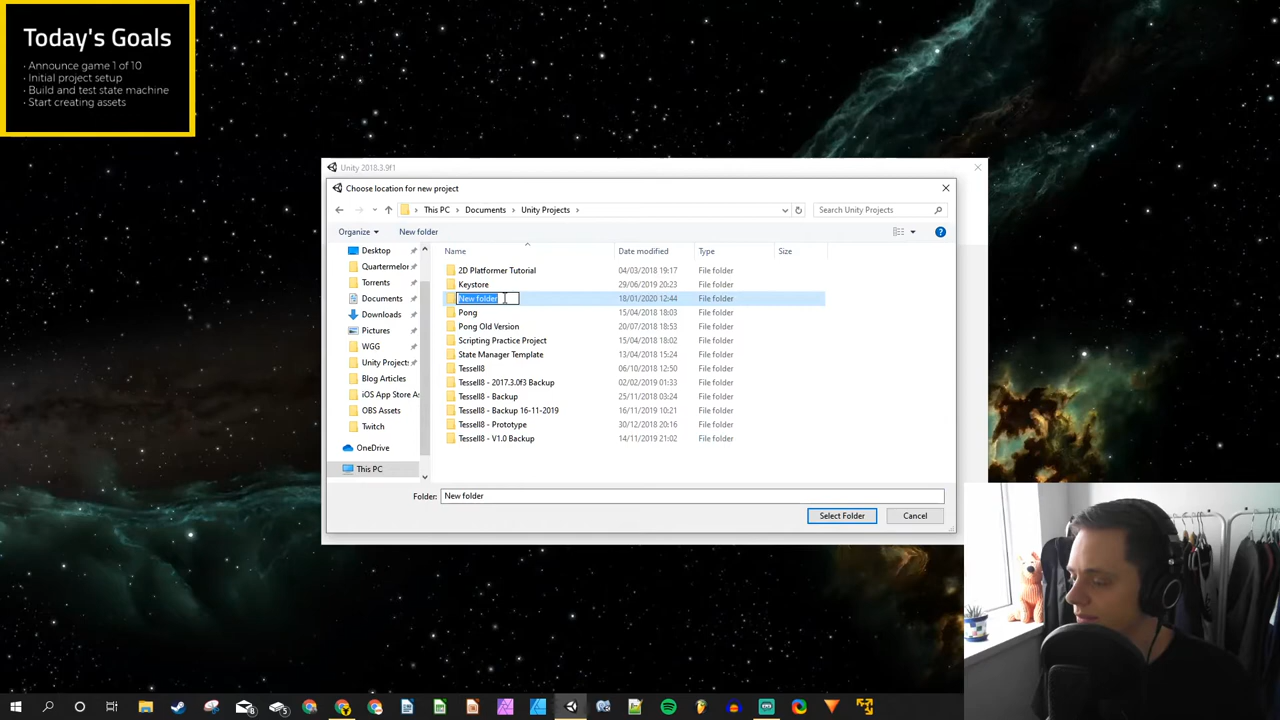 Today's Goals
· Announce game 1 of 10
· Initial project setup
· Build and test state machine
· Start creating assets
Unity 2018.3.9f1
Choose location for new project
This PC > Documents > Unity Projects >
Search Unity Projects
Organize New folder
Name Date modified Type Size
Desktop
Quartermelon
Torrents
Documents
Downloads
Pictures
WGG
Unity Projects
Blog Articles
iOS App Store As
OBS Assets
Twitch
OneDrive
This PC
2D Platformer Tutorial 04/03/2018 19:17 File folder
Keystore 29/06/2019 20:23 File folder
New folder 18/01/2020 12:44 File folder
Pong 15/04/2018 18:03 File folder
Pong Old Version 20/07/2018 18:53 File folder
Scripting Practice Project 15/04/2018 18:02 File folder
State Manager Template 13/04/2018 15:24 File folder
Tessell8 06/10/2018 12:50 File folder
Tessell8 - 2017.3.0f3 Backup 02/02/2019 01:33 File folder
Tessell8 - Backup 25/11/2018 03:24 File folder
Tessell8 - Backup 16-11-2019 16/11/2019 10:21 File folder
Tessell8 - Prototype 30/12/2018 20:16 File folder
Tessell8 - V1.0 Backup 14/11/2019 21:02 File folder
Folder: New folder
Select Folder Cancel